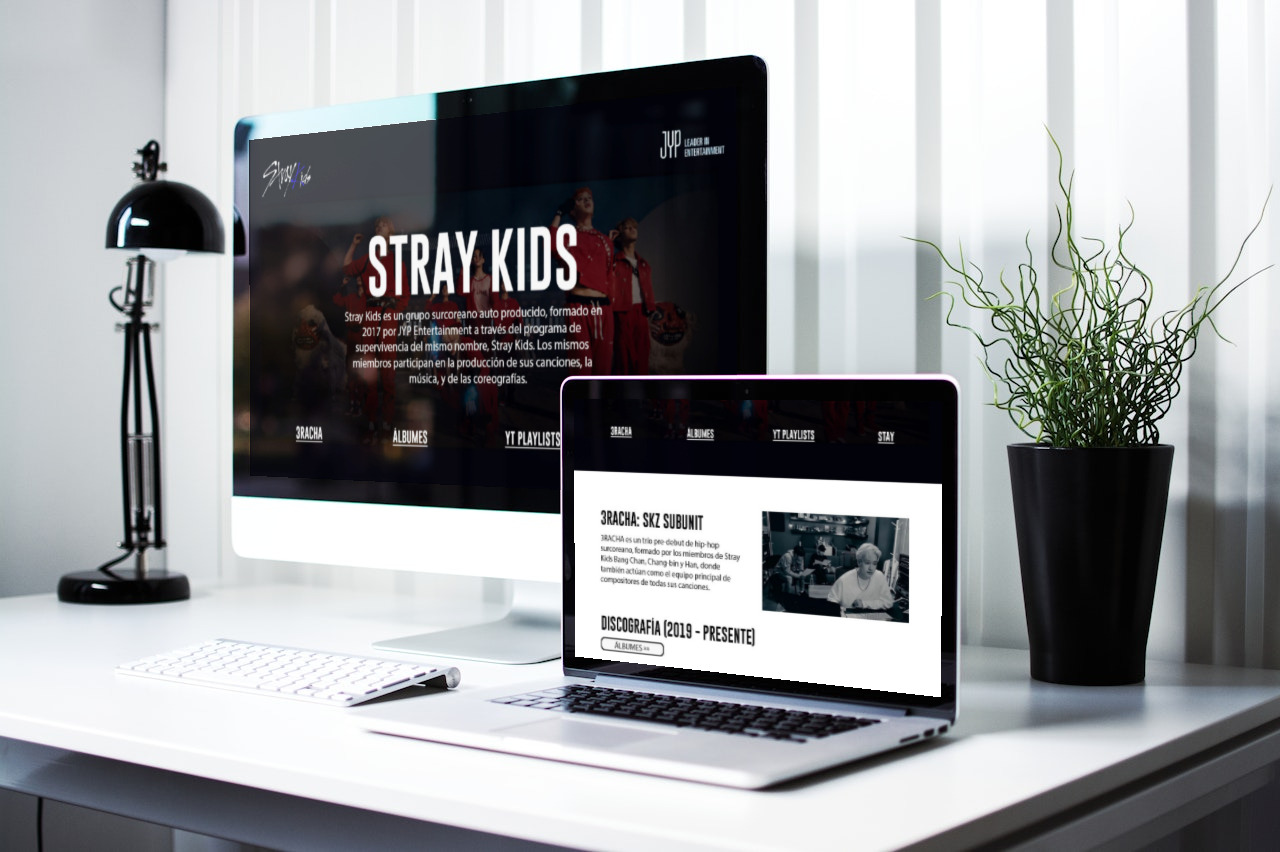 Stray Kids
JYP LEADER IN
ENTERTAINMENT
STRAY KIDS
Stray Kids es un grupo surcoreano auto producido, formado en
2017 por JYP Entertainment a través del programa de
supervivencia del mismo nombre, Stray Kids. Los mismos
miembros participan en la producción de sus canciones, la
música, y de las coreografías.
3RACHA
ÁLBUMES
YT PLAYLISTS
3RACHA
ÁLBUMES
YT PLAYLISTS
STAY
3RACHA: SKZ SUBUNIT
3RACHA es un trío pre-debut de hip-hop
surcoreano, formado por los miembros de Stray
Kids Bang Chan, Chang-bin y Han, donde
también actúan como el equipo principal de
compositores de todas sus canciones.
DISCOGRAFÍA (2019 - PRESENTE)
ÁLBUMES »»